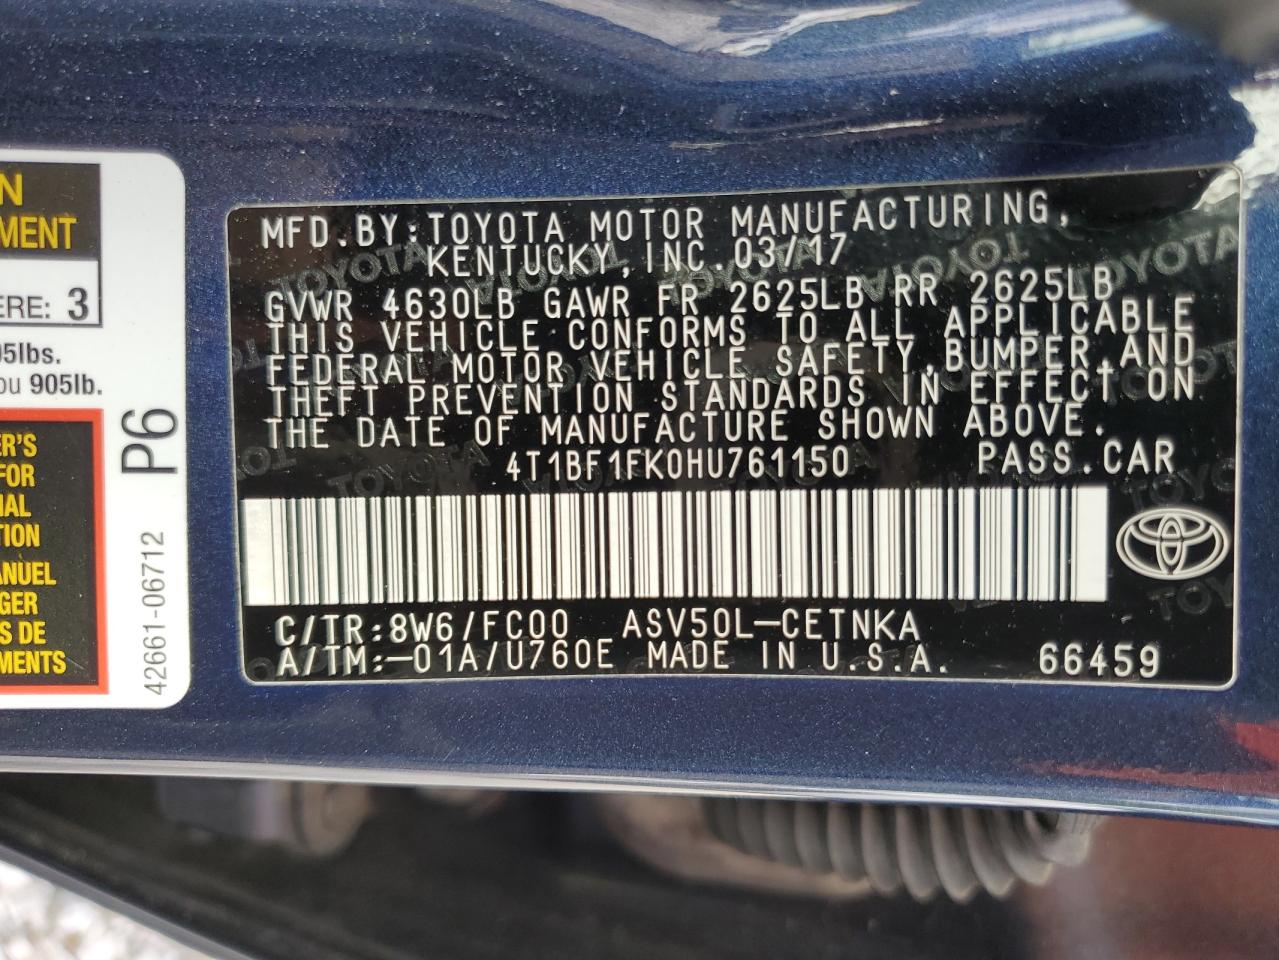 N
MENT
ERE: 3
05lbs.
ou 905lb.
ER'S
FOR
NAL
TION
ANUEL
GER
S DE
MENTS
P6
42661-06712
MFD.BY:TOYOTA MOTOR MANUFACTURING,
KENTUCKY,INC.03/17
GVWR 4630LB GAWR FR 2625LB RR 2625LB
THIS VEHICLE CONFORMS TO ALL APPLICABLE
FEDERAL MOTOR VEHICLE SAFETY,BUMPER,AND
THEFT PREVENTION STANDARDS IN EFFECT ON
THE DATE OF MANUFACTURE SHOWN ABOVE.
4T1BF1FK0HU761150 PASS.CAR
C/TR:8W6/FC00 ASV50L-CETNKA
A/TM:-01A/U760E MADE IN U.S.A. 66459